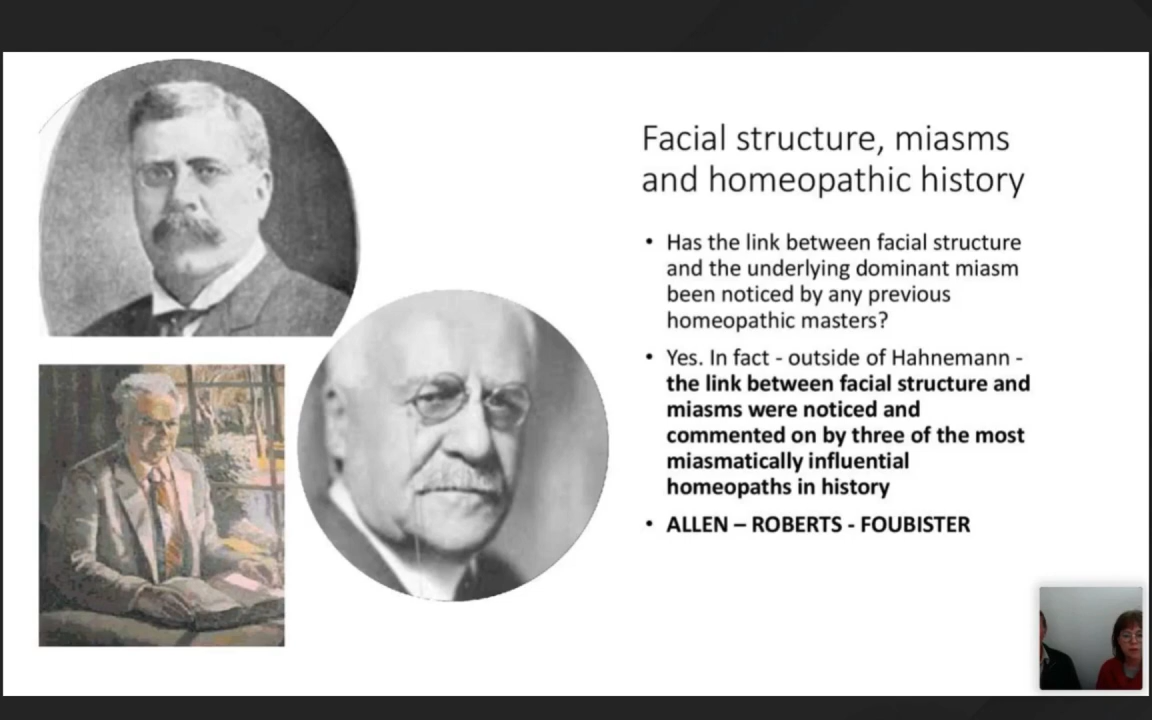 Facial structure, miasms
and homeopathic history
• Has the link between facial structure
and the underlying dominant miasm
been noticed by any previous
homeopathic masters?
• Yes. In fact - outside of Hahnemann -
the link between facial structure and
miasms were noticed and
commented on by three of the most
miasmatically influential
homeopaths in history
• ALLEN – ROBERTS - FOUBISTER